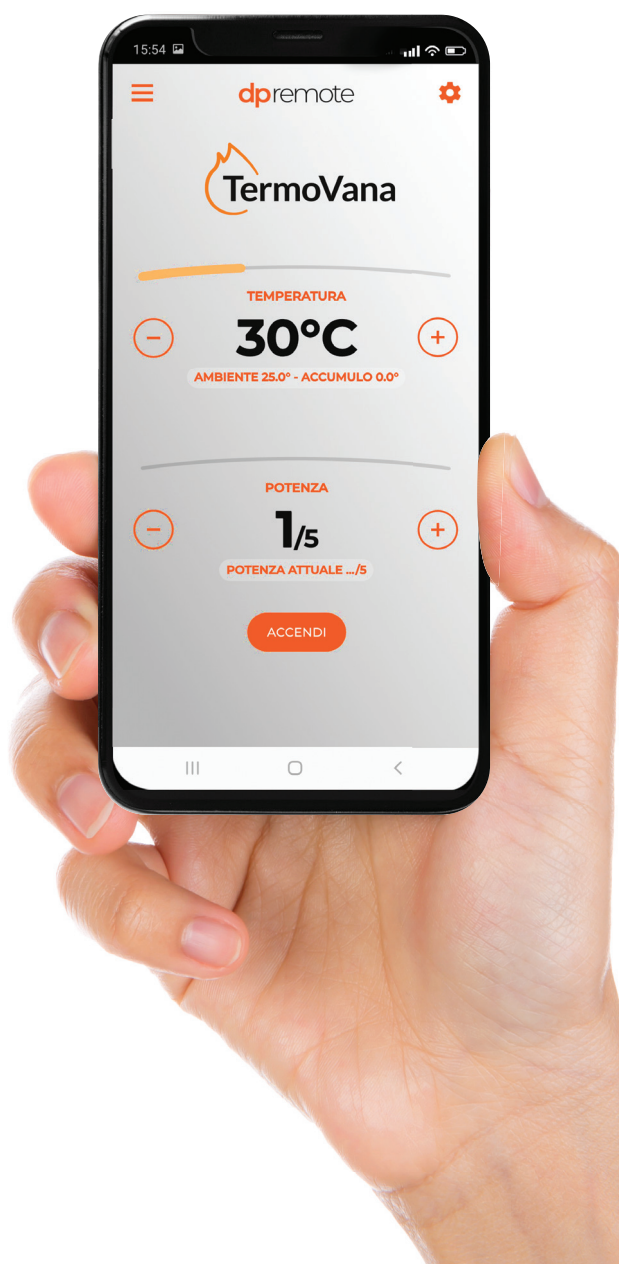 15:54
dpremote
TermoVana
TEMPERATURA
30°C
AMBIENTE 25.0° - ACCUMULO 0.0°
POTENZA
1/5
POTENZA ATTUALE .../5
ACCENDI